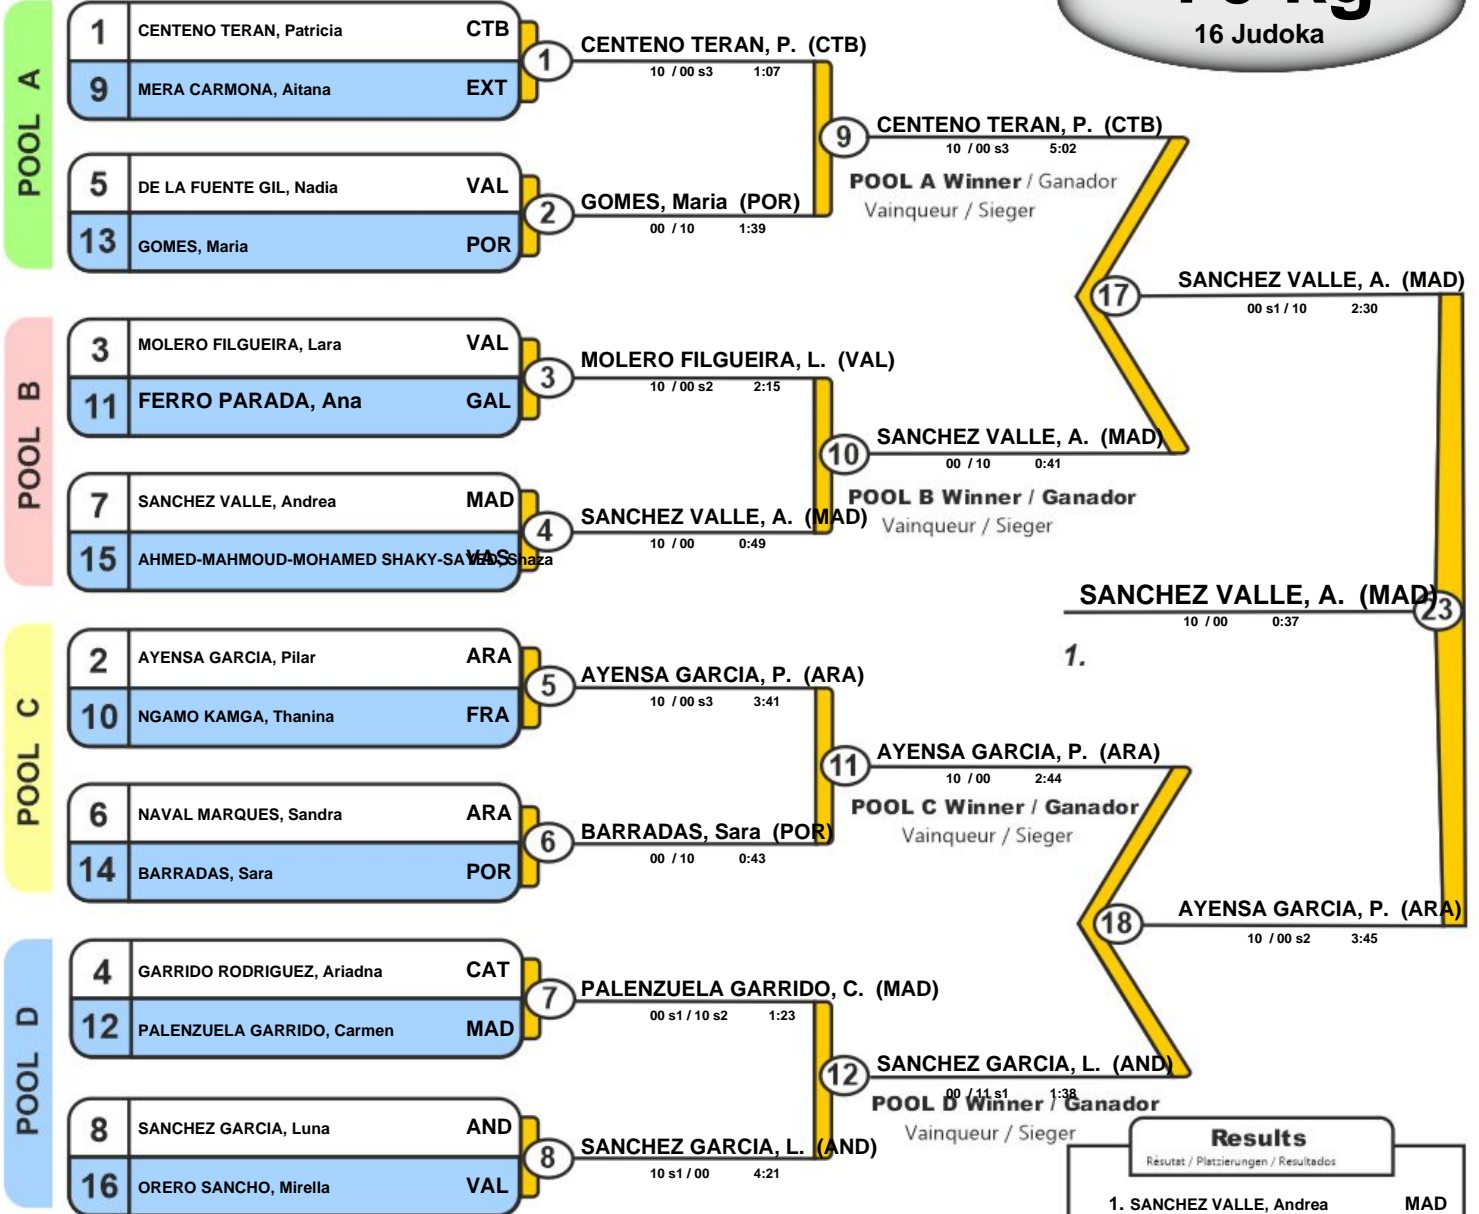 16 Judoka
POOL A
1 CENTENO TERAN, Patricia CTB
9 MERA CARMONA, Aitana EXT
1
CENTENO TERAN, P. (CTB)
10 / 00 s3 1:07
5 DE LA FUENTE GIL, Nadia VAL
13 GOMES, Maria POR
2
GOMES, Maria (POR)
00 / 10 1:39
9
CENTENO TERAN, P. (CTB)
10 / 00 s3 5:02
POOL A Winner / Ganador
Vainqueur / Sieger
POOL B
3 MOLERO FILGUEIRA, Lara VAL
11 FERRO PARADA, Ana GAL
3
MOLERO FILGUEIRA, L. (VAL)
10 / 00 s2 2:15
7 SANCHEZ VALLE, Andrea MAD
15 AHMED-MAHMOUD-MOHAMED SHAKY-SAYED, Shaza VAS
4
SANCHEZ VALLE, A. (MAD)
10 / 00 0:49
10
SANCHEZ VALLE, A. (MAD)
00 / 10 0:41
POOL B Winner / Ganador
Vainqueur / Sieger
17
SANCHEZ VALLE, A. (MAD)
00 s1 / 10 2:30
SANCHEZ VALLE, A. (MAD)
23
10 / 00 0:37
1.
POOL C
2 AYENSA GARCIA, Pilar ARA
10 NGAMO KAMGA, Thanina FRA
5
AYENSA GARCIA, P. (ARA)
10 / 00 s3 3:41
6 NAVAL MARQUES, Sandra ARA
14 BARRADAS, Sara POR
6
BARRADAS, Sara (POR)
00 / 10 0:43
11
AYENSA GARCIA, P. (ARA)
10 / 00 2:44
POOL C Winner / Ganador
Vainqueur / Sieger
18
AYENSA GARCIA, P. (ARA)
10 / 00 s2 3:45
POOL D
4 GARRIDO RODRIGUEZ, Ariadna CAT
12 PALENZUELA GARRIDO, Carmen MAD
7
PALENZUELA GARRIDO, C. (MAD)
00 s1 / 10 s2 1:23
8 SANCHEZ GARCIA, Luna AND
16 ORERO SANCHO, Mirella VAL
8
SANCHEZ GARCIA, L. (AND)
10 s1 / 00 4:21
12
SANCHEZ GARCIA, L. (AND)
00 / 11 s1 1:38
POOL D Winner / Ganador
Vainqueur / Sieger
Results
Résutat / Platzierungen / Resultados
1. SANCHEZ VALLE, Andrea MAD